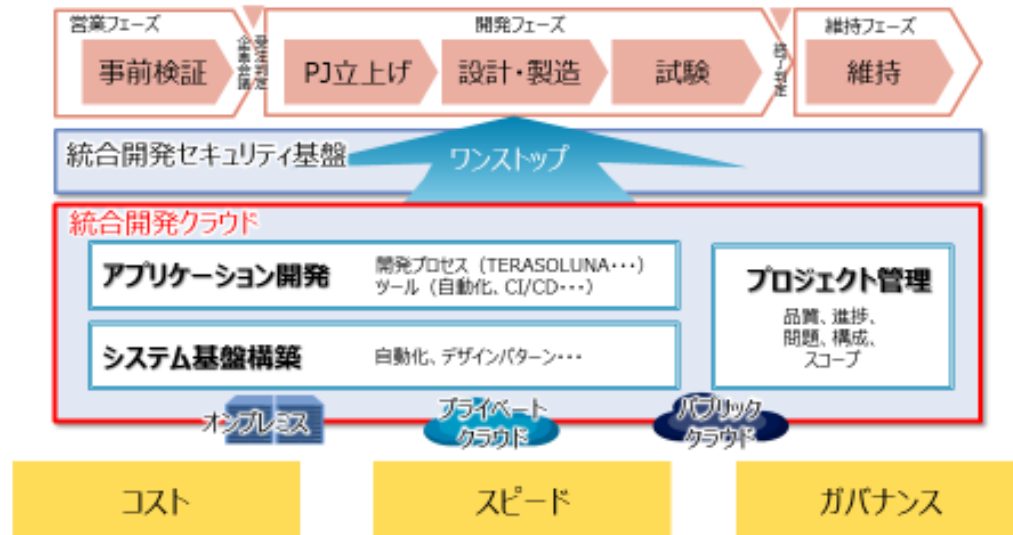 営業フェーズ
開発フェーズ
維持フェーズ
事前検証
企業会議
受注判定
PJ立上げ
設計・製造
試験
終了判定
維持
統合開発セキュリティ基盤
ワンストップ
統合開発クラウド
アプリケーション開発
開発プロセス（TERASOLUNA・・・）
ツール（自動化、CI/CD・・・）
システム基盤構築
自動化、デザインパターン・・・
プロジェクト管理
品質、進捗、
問題、構成、
スコープ
オンプレミス
プライベート
クラウド
パブリック
クラウド
コスト
スピード
ガバナンス